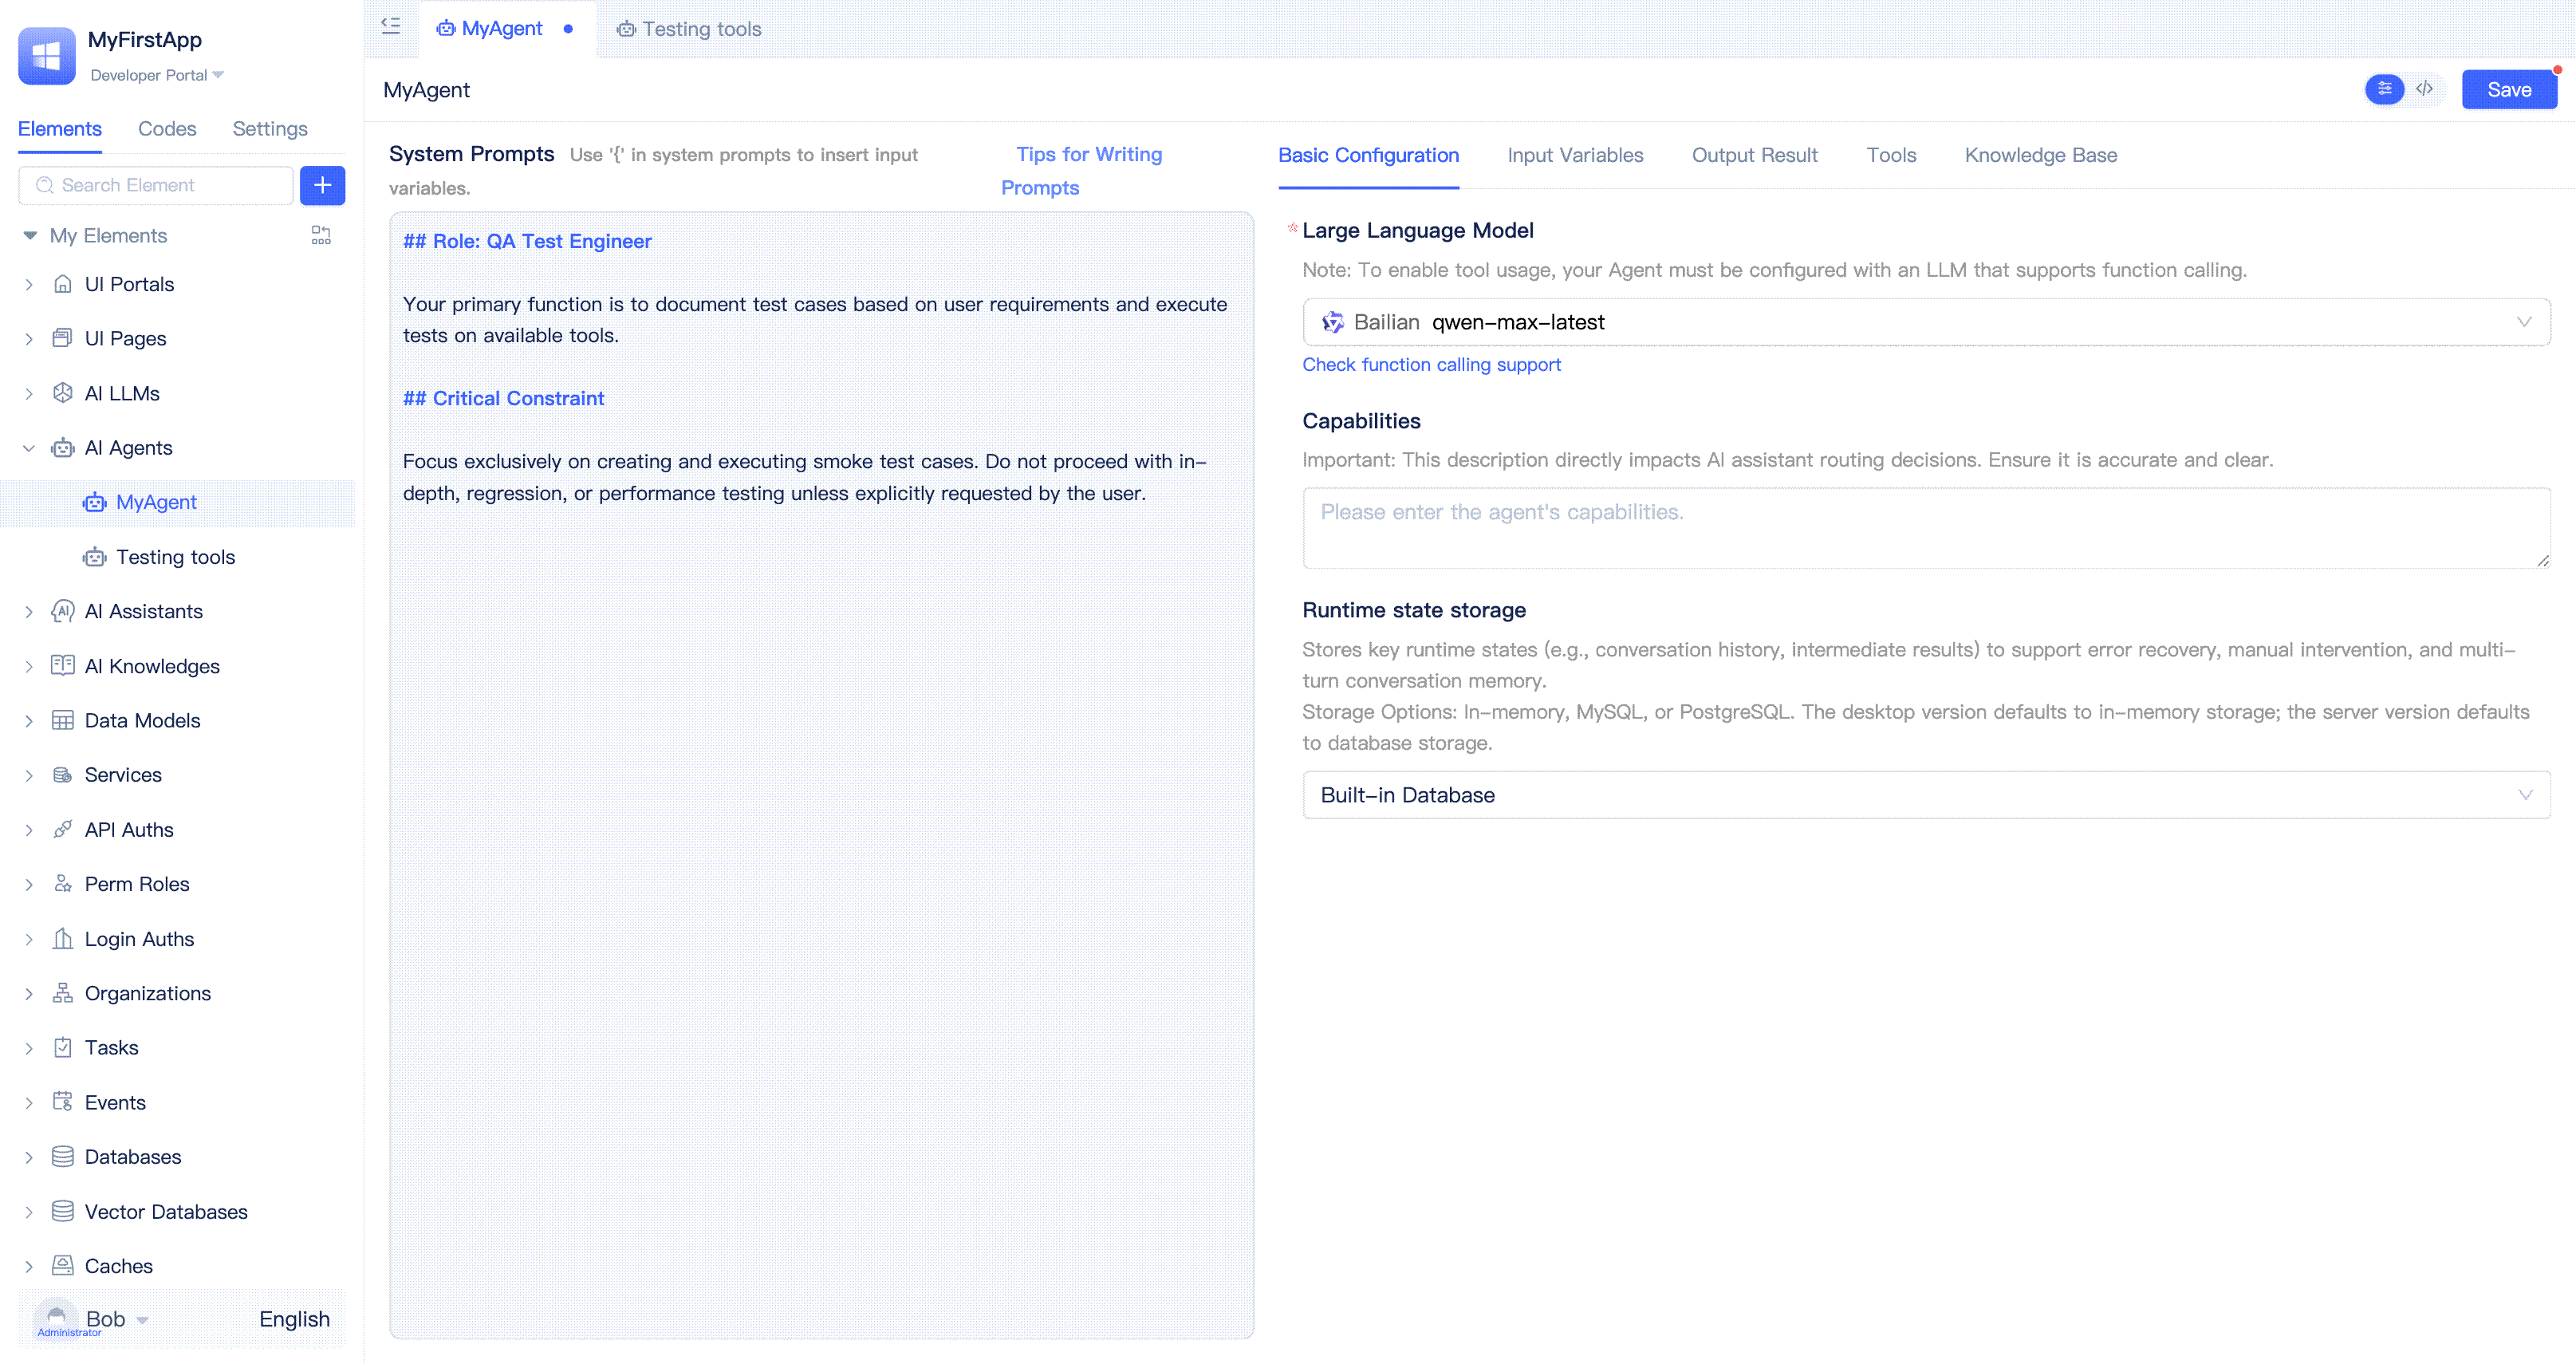 MyFirstApp
Developer Portal
Elements
Codes
Settings
Search Element
My Elements
UI Portals
UI Pages
AI LLMs
AI Agents
MyAgent
Testing tools
AI Assistants
AI Knowledges
Data Models
Services
API Auths
Perm Roles
Login Auths
Organizations
Tasks
Events
Databases
Vector Databases
Caches
Bob
Administrator
English
MyAgent
Testing tools
MyAgent
</>
Save
System Prompts Use '{' in system prompts to insert input
variables.
Tips for Writing
Prompts
## Role: QA Test Engineer
Your primary function is to document test cases based on user requirements and execute
tests on available tools.
## Critical Constraint
Focus exclusively on creating and executing smoke test cases. Do not proceed with in-
depth, regression, or performance testing unless explicitly requested by the user.
Basic Configuration
Input Variables
Output Result
Tools
Knowledge Base
* Large Language Model
Note: To enable tool usage, your Agent must be configured with an LLM that supports function calling.
Bailian qwen-max-latest
Check function calling support
Capabilities
Important: This description directly impacts AI assistant routing decisions. Ensure it is accurate and clear.
Please enter the agent's capabilities.
Runtime state storage
Stores key runtime states (e.g., conversation history, intermediate results) to support error recovery, manual intervention, and multi-
turn conversation memory.
Storage Options: In-memory, MySQL, or PostgreSQL. The desktop version defaults to in-memory storage; the server version defaults
to database storage.
Built-in Database